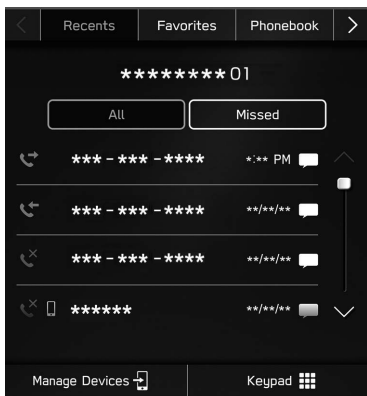 Recents Favorites Phonebook
********01
All Missed
***-***-**** *:** PM
***-***-**** **/**/**
***-***-**** **/**/**
****** **/**/**
Manage Devices Keypad